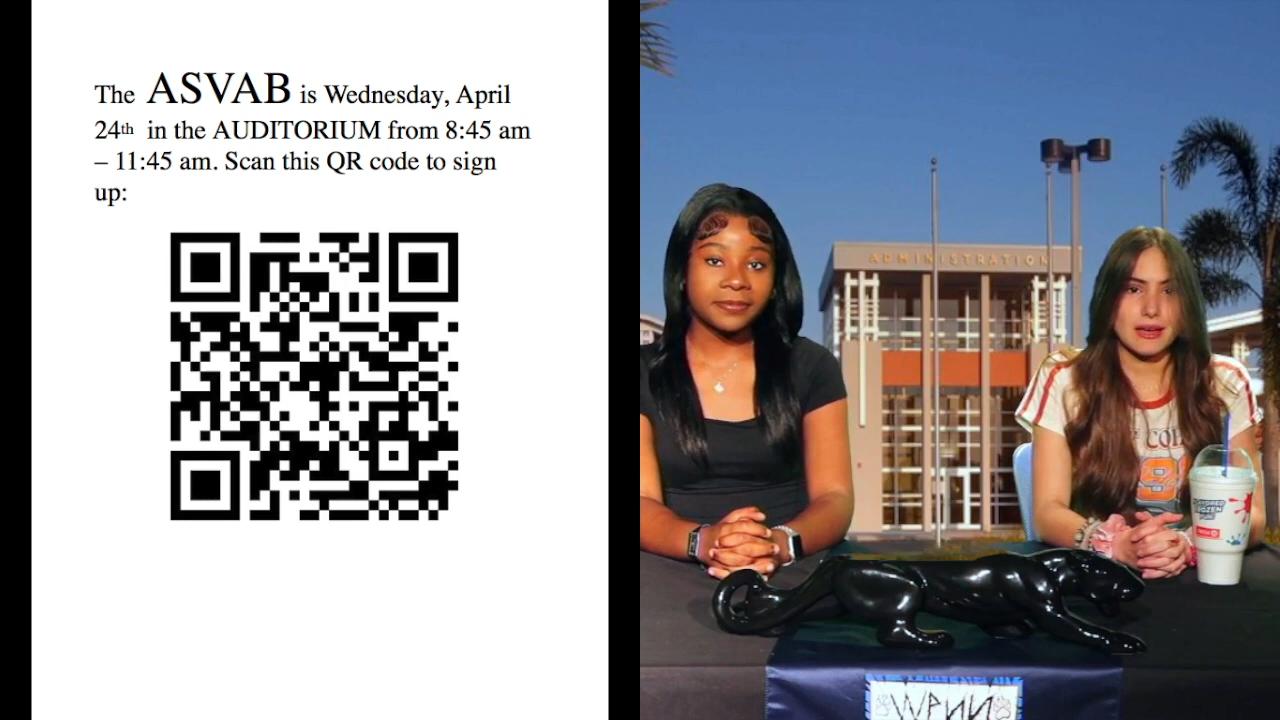 The ASVAB is Wednesday, April
24th in the AUDITORIUM from 8:45 am
– 11:45 am. Scan this QR code to sign
up:
ADMINISTRATION
FROZEN